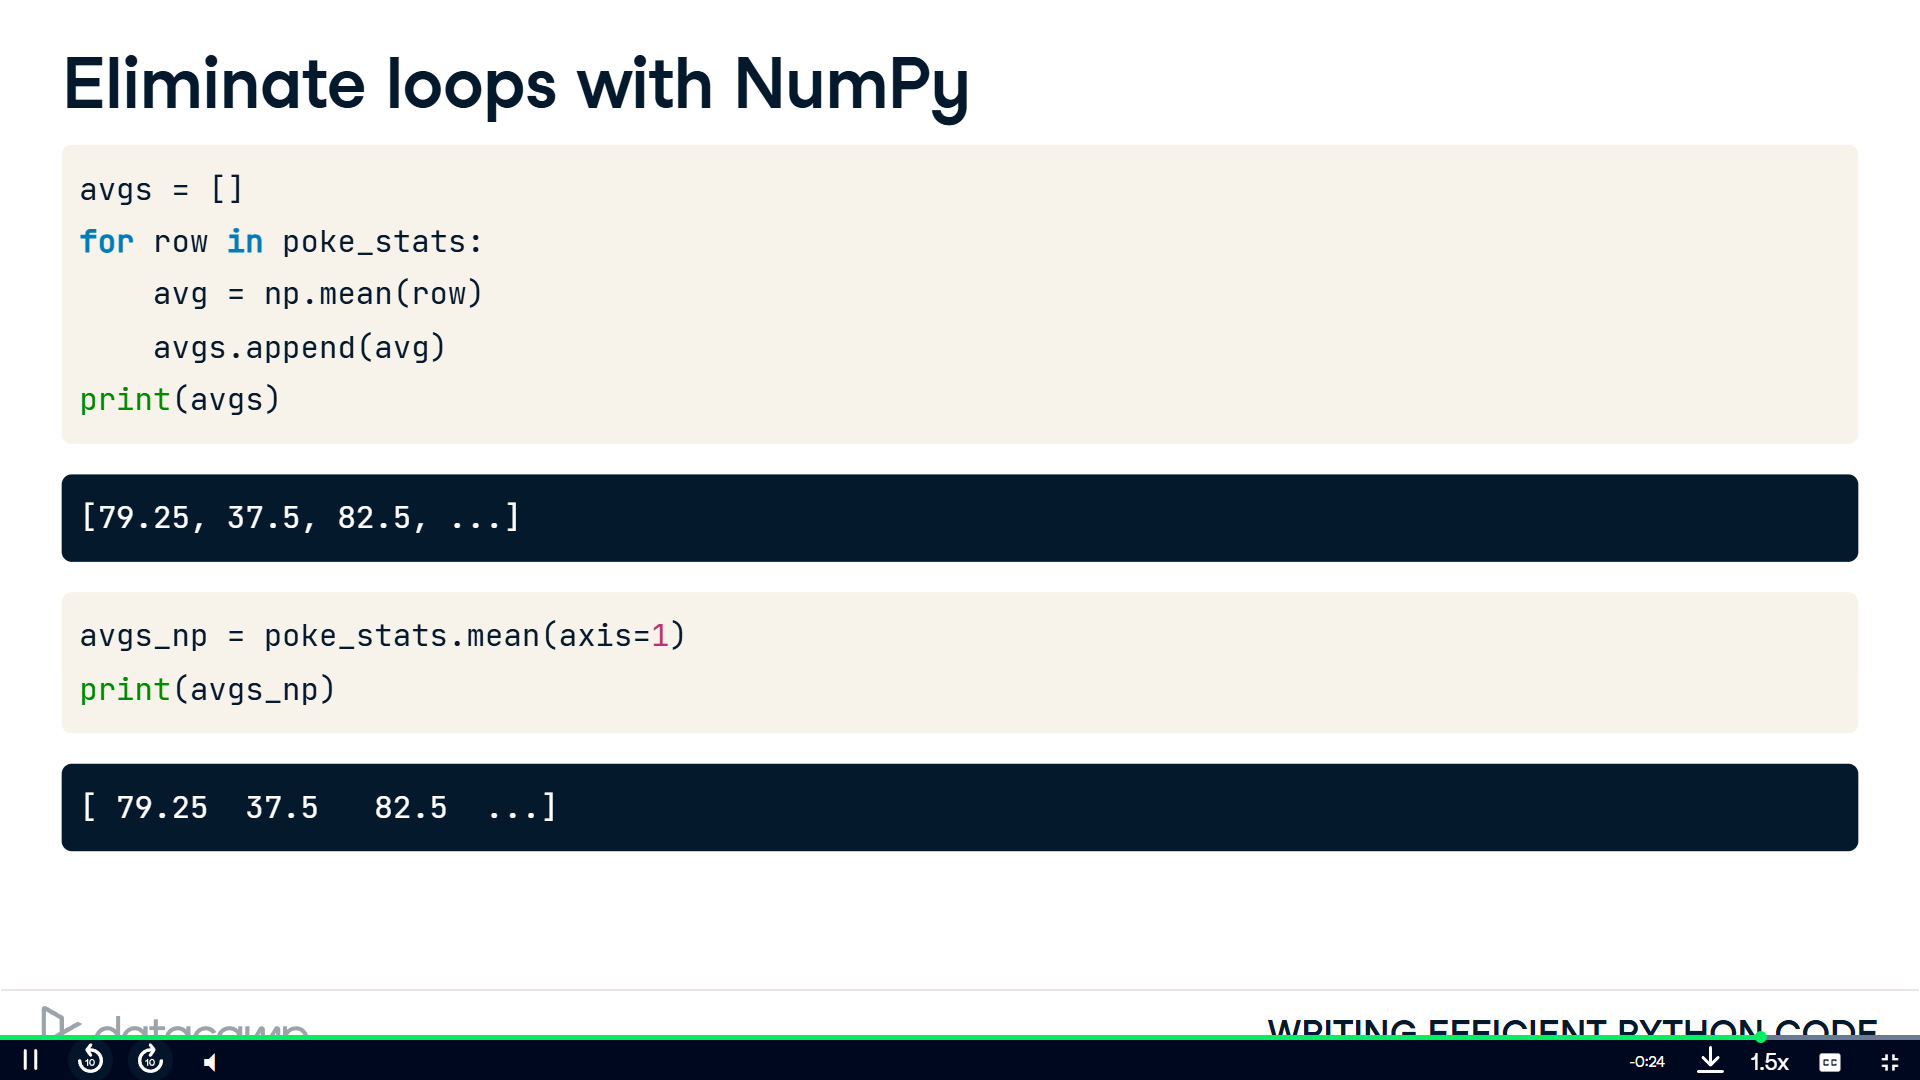 Eliminate loops with NumPy
avgs = []
for row in poke_stats:
    avg = np.mean(row)
    avgs.append(avg)
print(avgs)
[79.25, 37.5, 82.5, ...]
avgs_np = poke_stats.mean(axis=1)
print(avgs_np)
[ 79.25  37.5   82.5  ...]
datacamp
WRITING EFFICIENT PYTHON CODE
10
10
-0:24
1.5x
CC